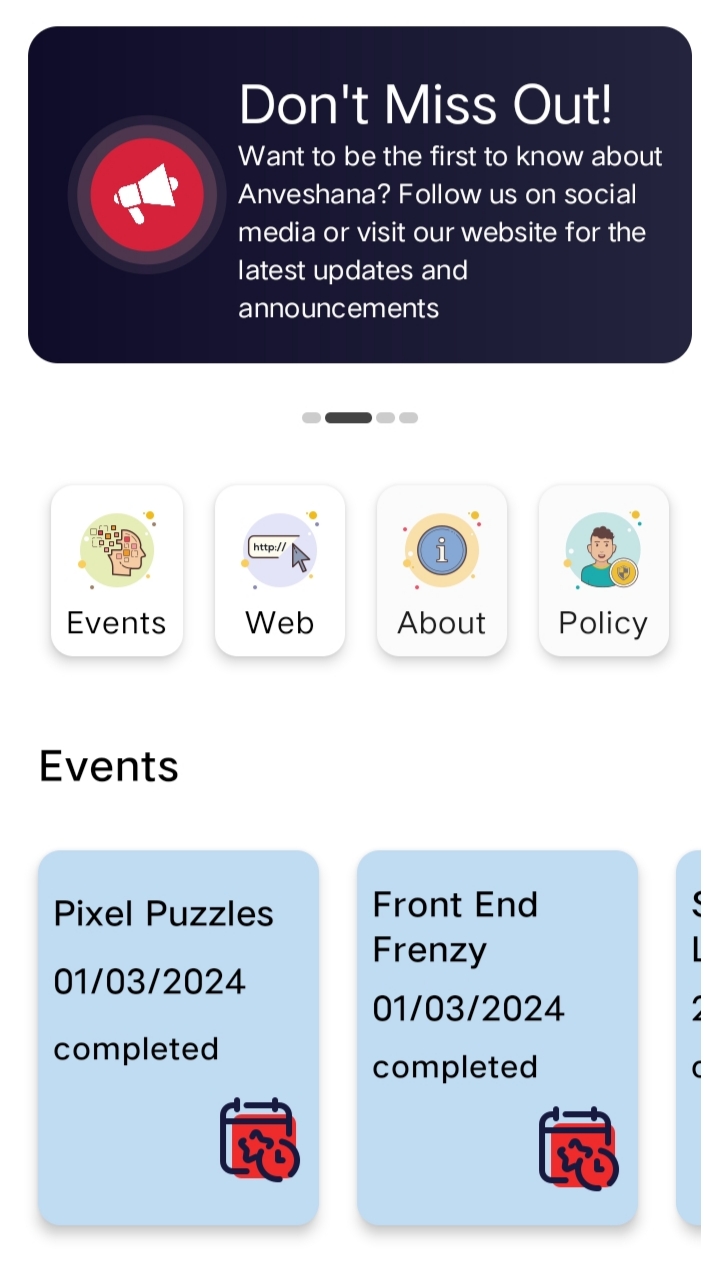 Don't Miss Out!
Want to be the first to know about
Anveshana? Follow us on social
media or visit our website for the
latest updates and
announcements
http://
i
Events
Web
About
Policy
Events
Pixel Puzzles
01/03/2024
completed
Front End
Frenzy
01/03/2024
completed